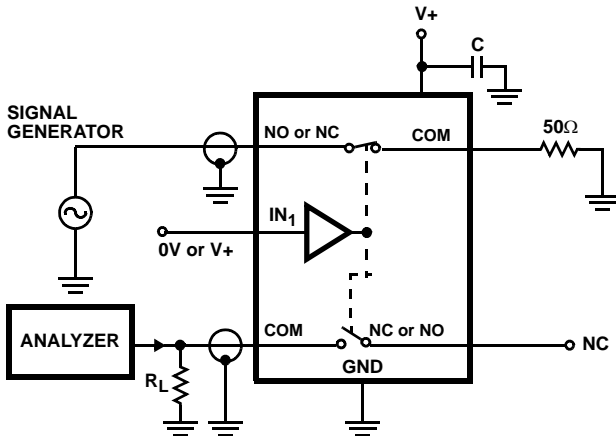 V+
C
SIGNAL
GENERATOR
NO or NC
COM
50Ω
IN1
0V or V+
ANALYZER
COM
NC or NO
NC
RL
GND